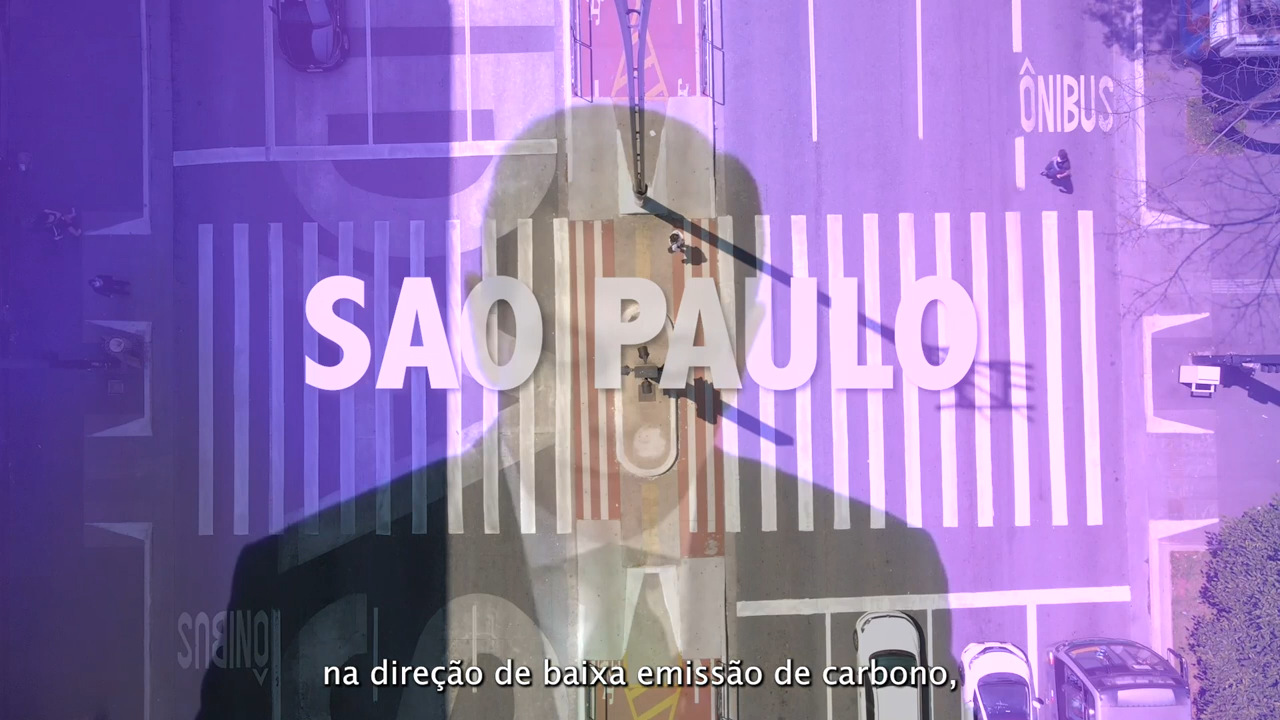 ÔNIBUS
SAO PAULO
ÔNIBUS
na direção de baixa emissão de carbono,